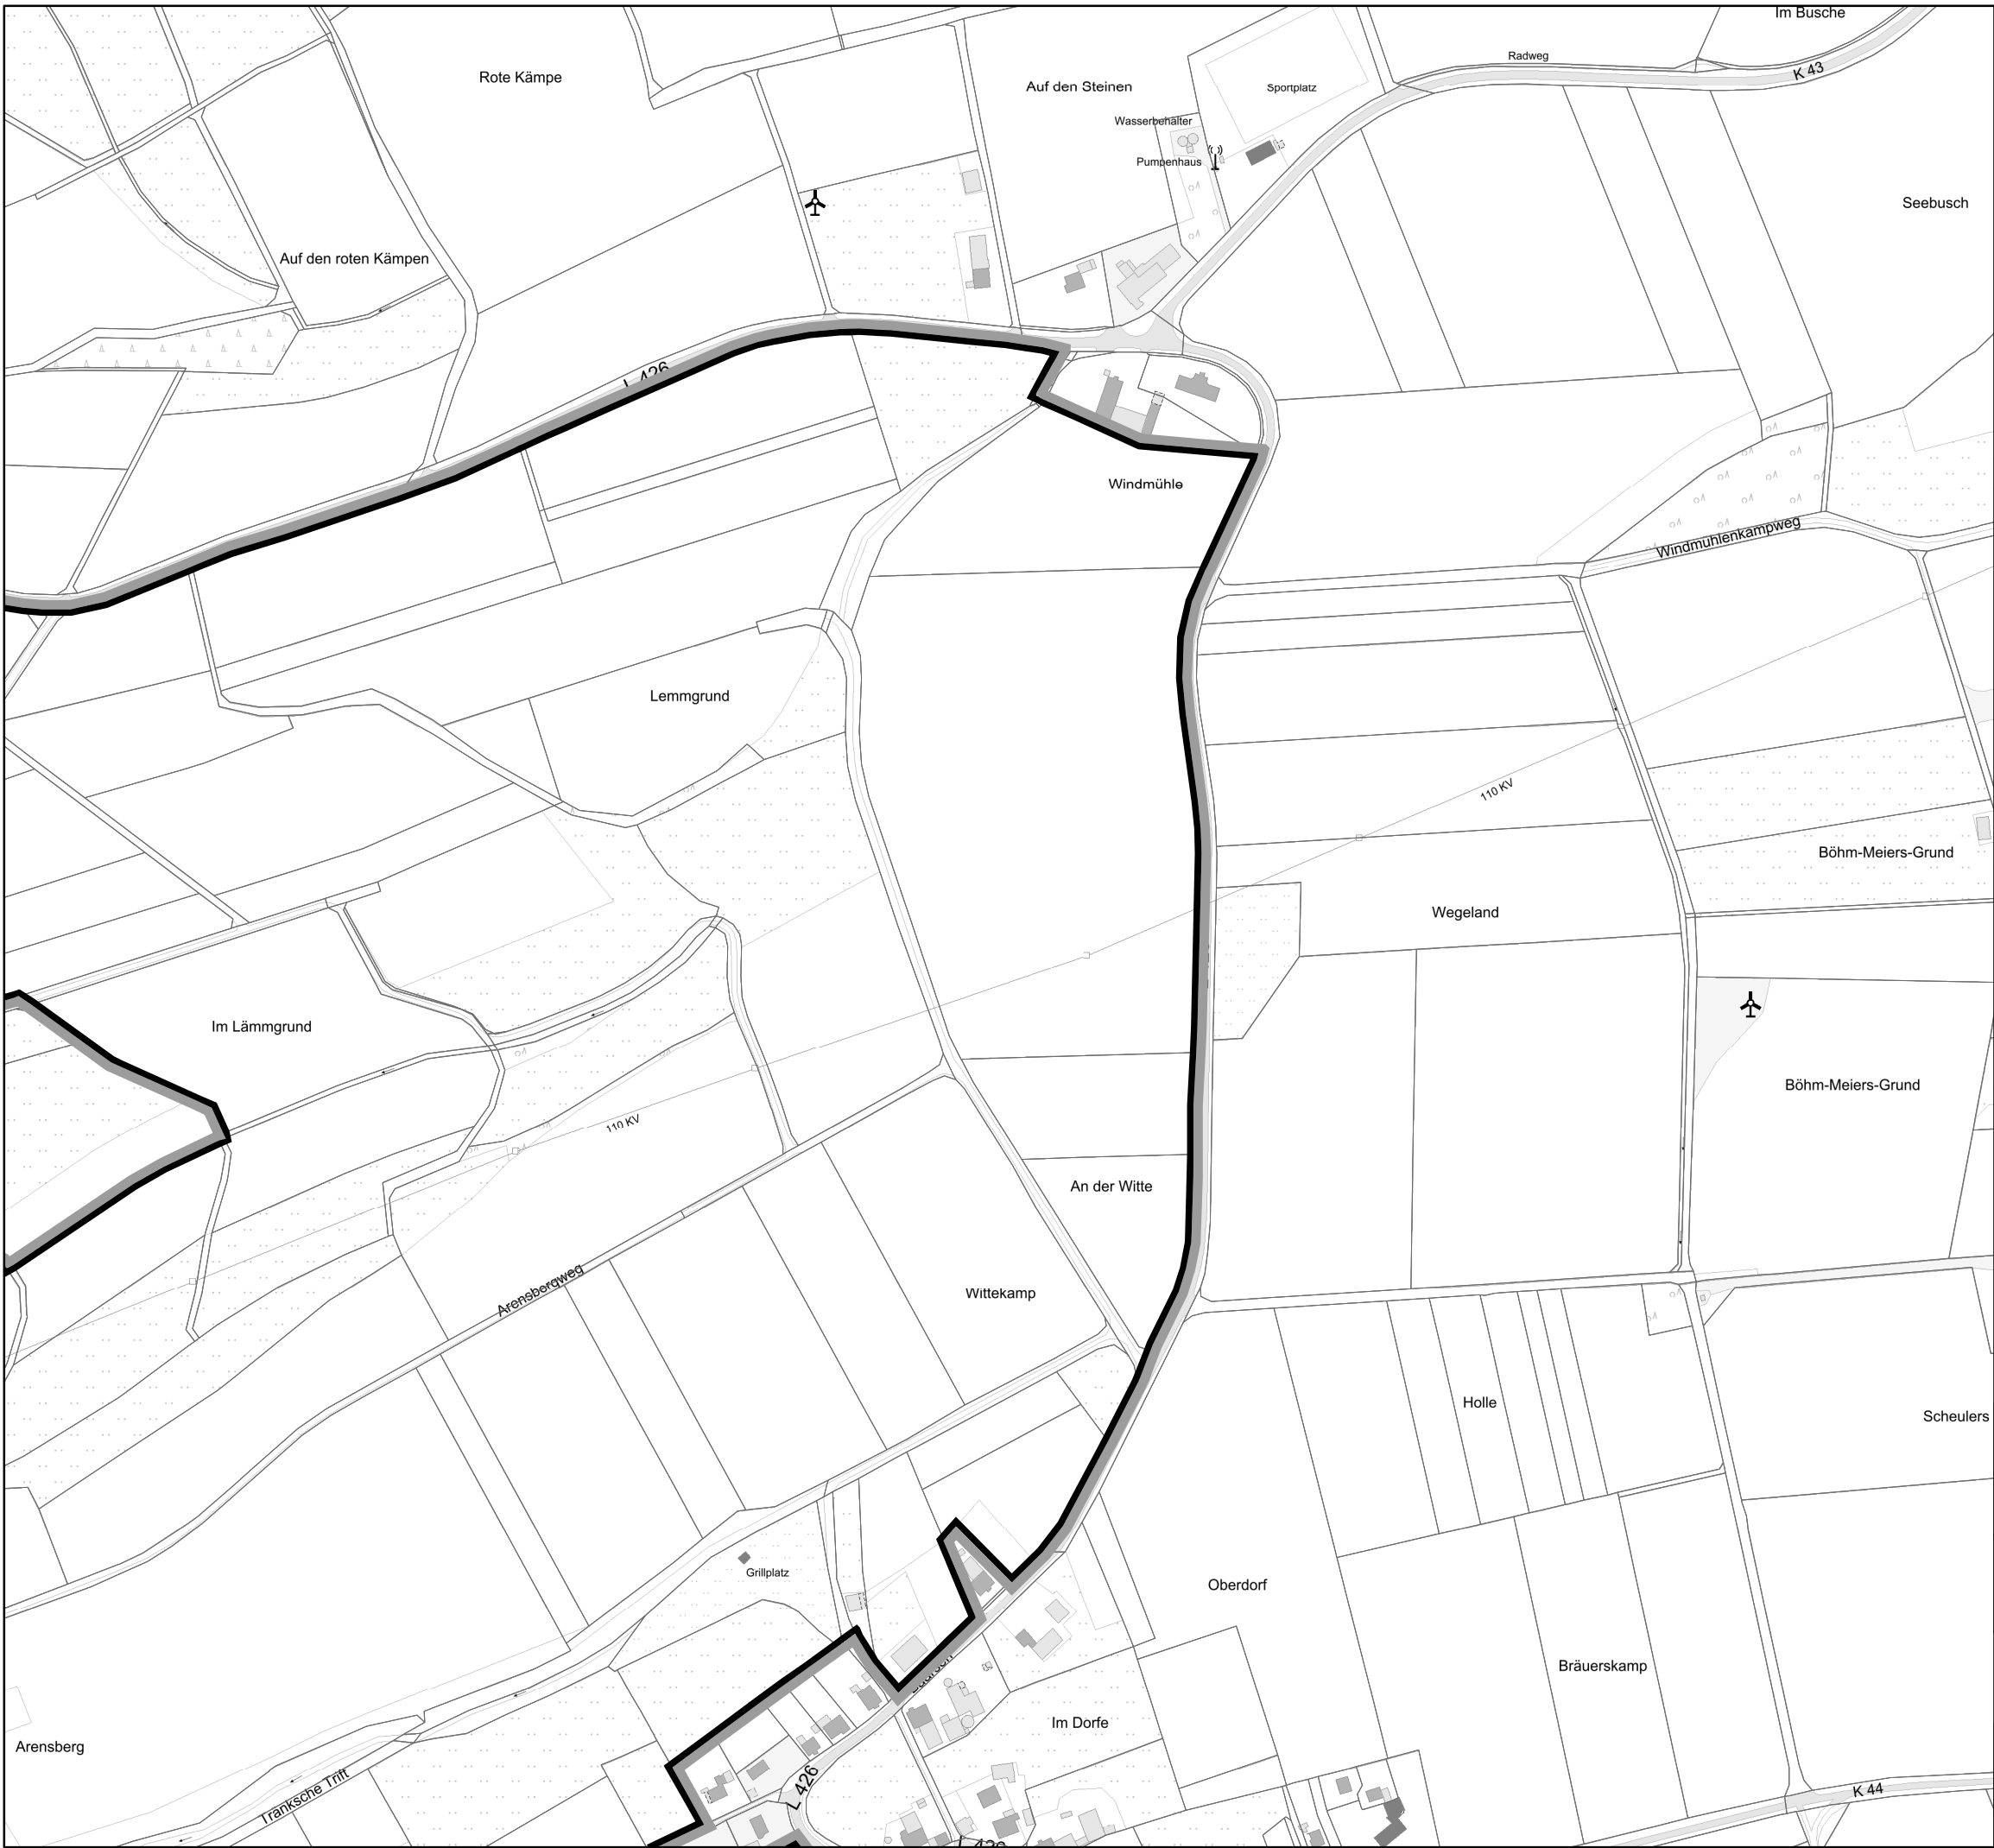 Im Busche
Radweg
K 43
Rote Kämpe
Auf den Steinen
Sportplatz
Wasserbehälter
Pumpenhaus
Seebusch
Auf den roten Kämpen
L 426
Windmühle
Windmühlenkampweg
Lemmgrund
110 KV
Böhm-Meiers-Grund
Wegeland
Im Lämmgrund
Böhm-Meiers-Grund
110 KV
An der Witte
Arensbergweg
Wittekamp
Holle
Scheulers
Grillplatz
Oberdorf
Bräuerskamp
Im Dorfe
Arensberg
L 426
Tränksche Trift
K 44